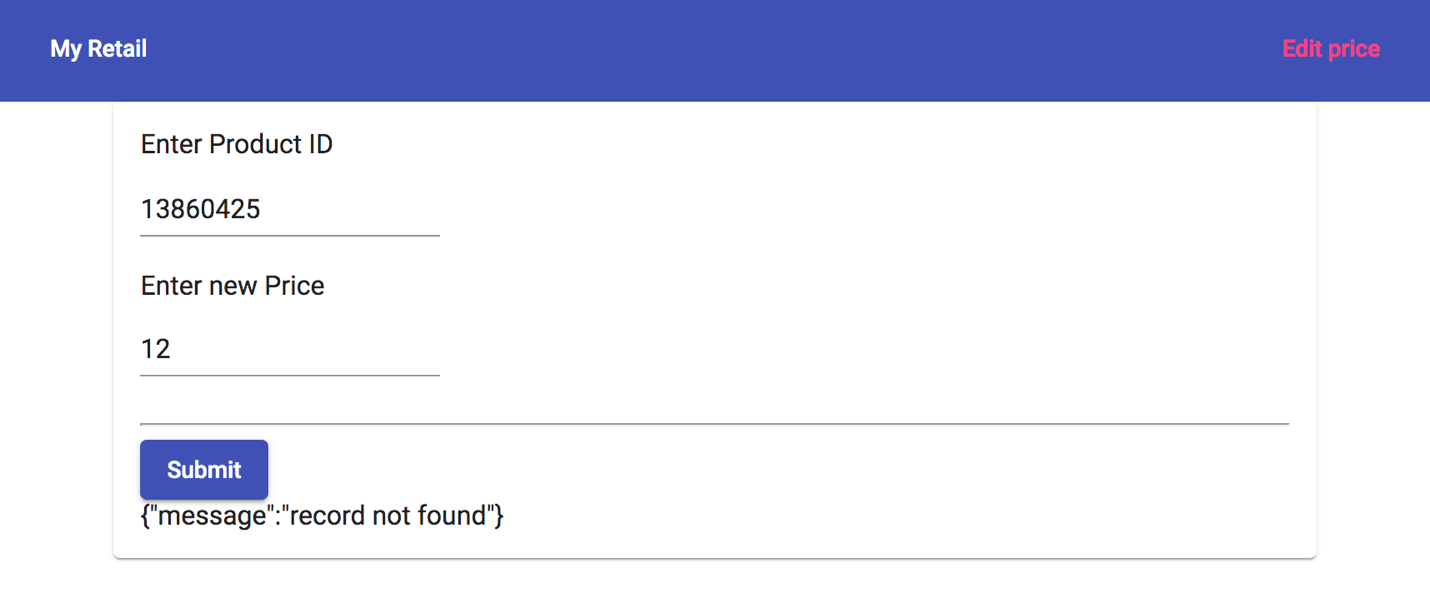 My Retail
Edit price
Enter Product ID
13860425
Enter new Price
12
Submit
{"message":"record not found"}